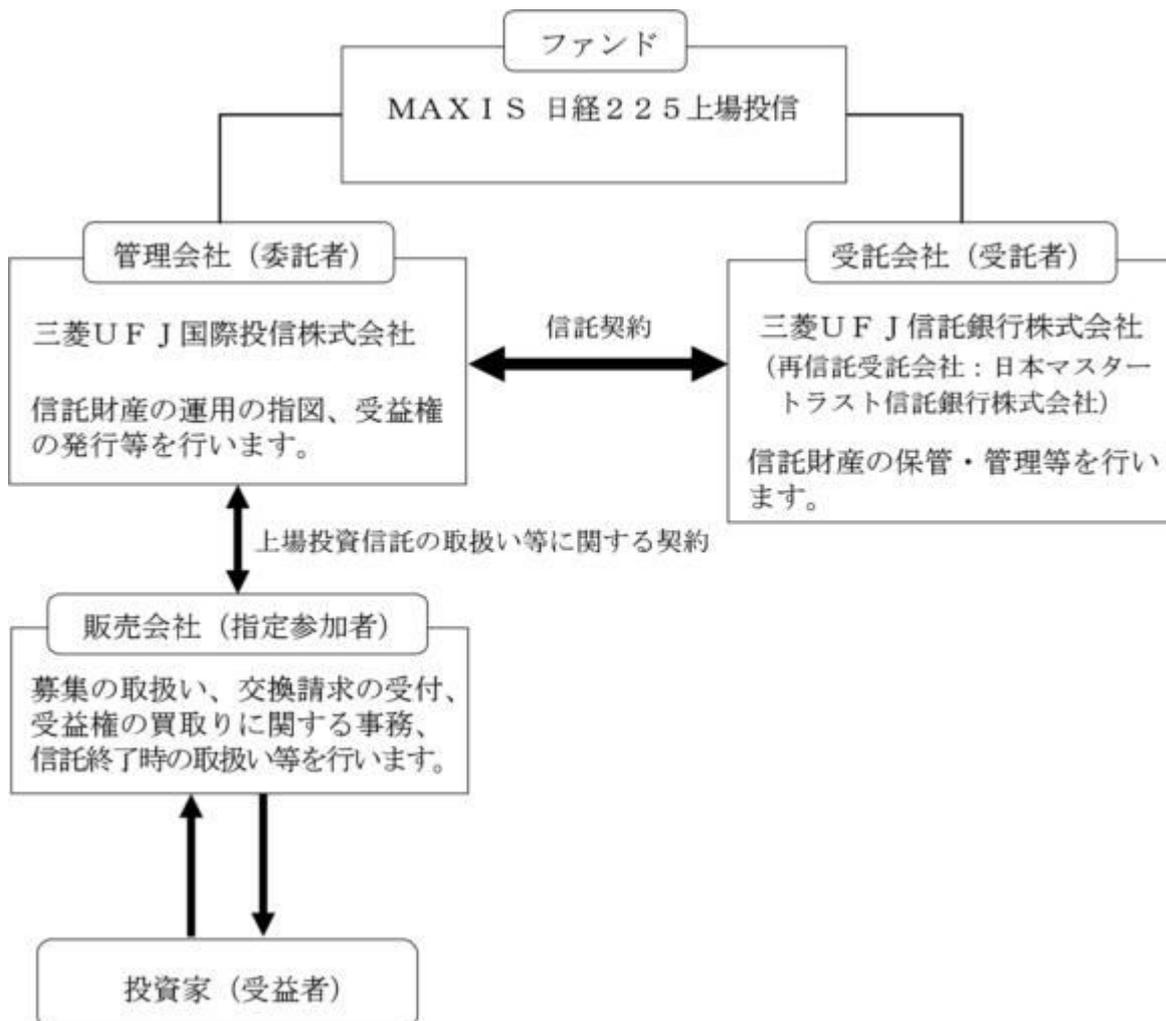 ファンド
ＭＡＸＩＳ 日経２２５上場投信
管理会社（委託者）
三菱ＵＦＪ国際投信株式会社
信託財産の運用の指図、受益権
の発行等を行います。
信託契約
受託会社（受託者）
三菱ＵＦＪ信託銀行株式会社
（再信託受託会社：日本マスター
トラスト信託銀行株式会社）
信託財産の保管・管理等を行い
ます。
上場投資信託の取扱い等に関する契約
販売会社（指定参加者）
募集の取扱い、交換請求の受付、
受益権の買取りに関する事務、
信託終了時の取扱い等を行います。
投資家（受益者）